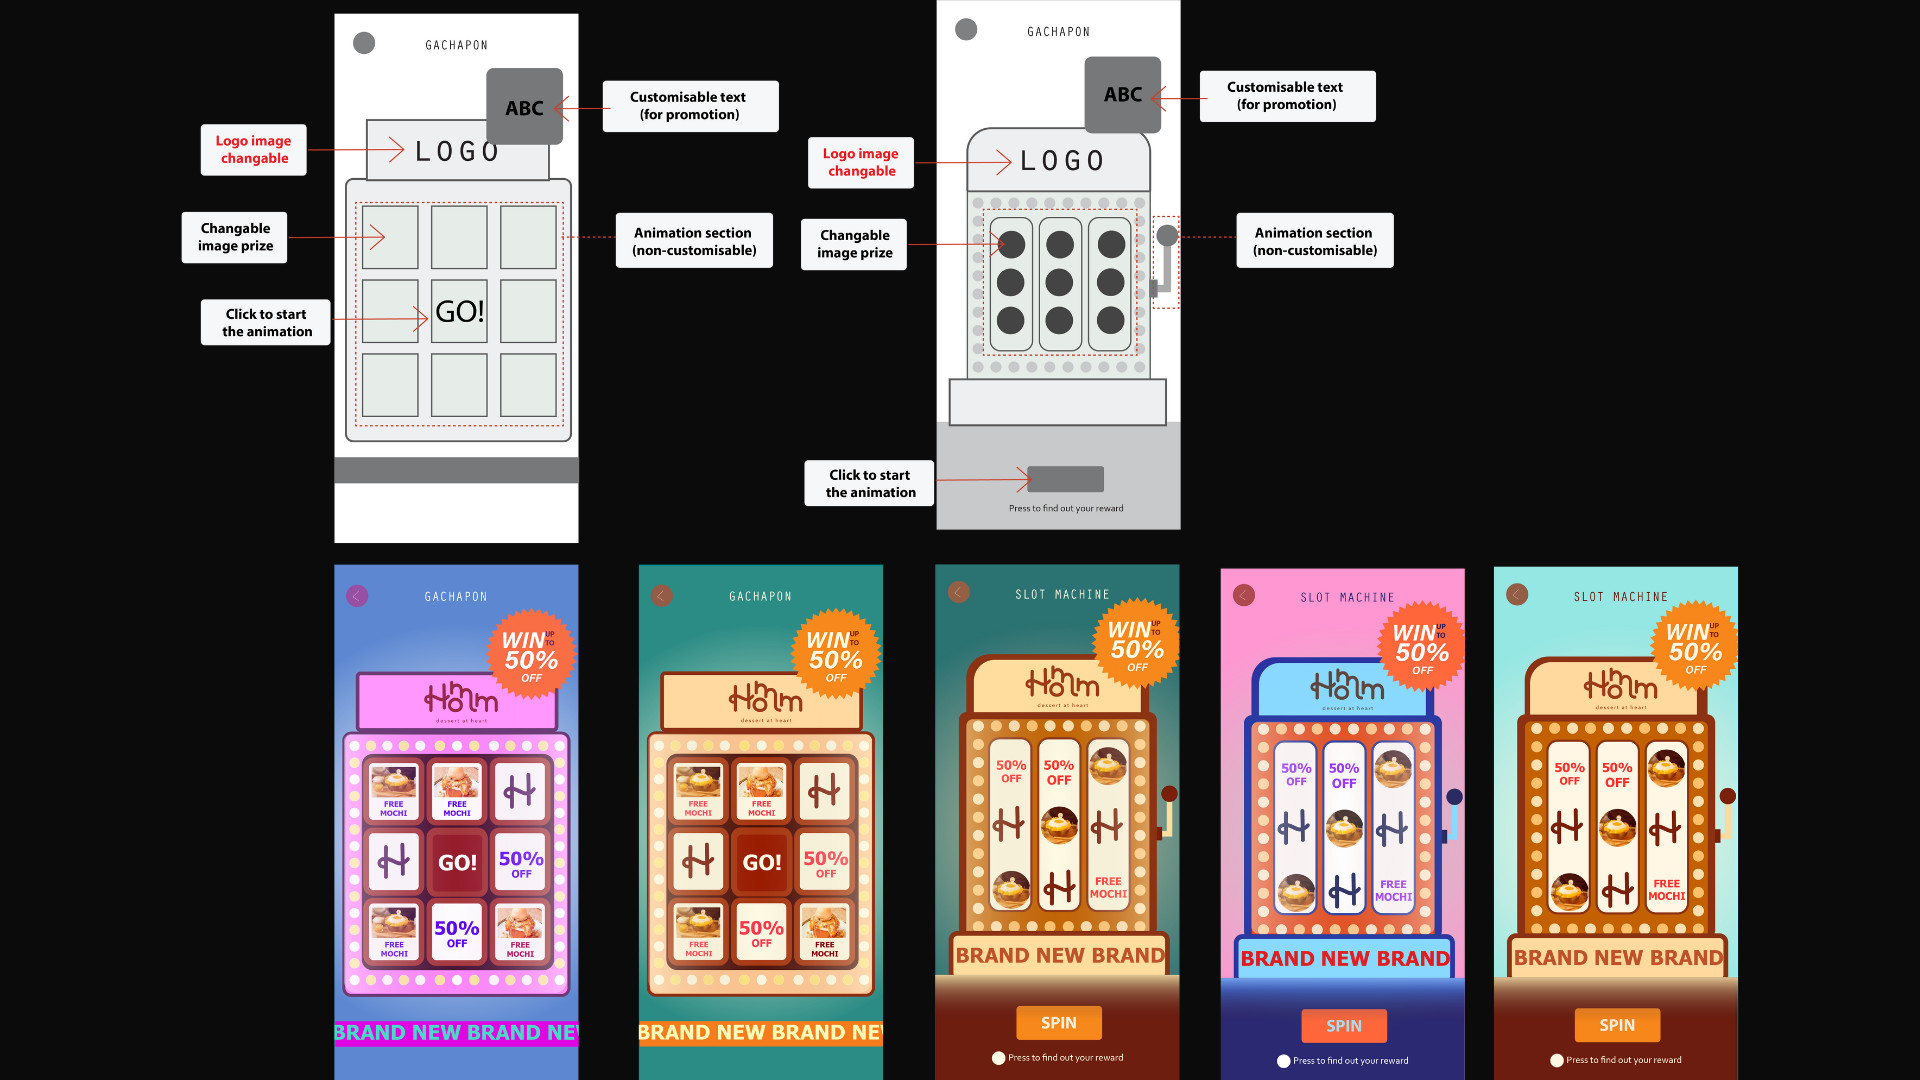 GACHAPON
ABC
Customisable text
(for promotion)
Logo image
changable
LOGO
Changable
image prize
Animation section
(non-customisable)
Click to start
the animation
GO!
GACHAPON
ABC
Customisable text
(for promotion)
Logo image
changable
LOGO
Changable
image prize
Animation section
(non-customisable)
Click to start
the animation
Press to find out your reward
GACHAPON
WIN UP TO
50%
OFF
Hmm
olm
dessert at heart
FREE
MOCHI
FREE
MOCHI
H
H
GO!
50%
OFF
FREE
MOCHI
50%
OFF
FREE
MOCHI
BRAND NEW BRAND NEW
GACHAPON
WIN UP TO
50%
OFF
dessert at heart
FREE
MOCHI
FREE
MOCHI
H
H
GO!
50%
OFF
FREE
MOCHI
50%
OFF
FREE
MOCHI
BRAND NEW BRAND NEW
SLOT MACHINE
WIN UP TO
50%
OFF
dessert at heart
50%
OFF
50%
OFF
H
H
H
FREE
MOCHI
BRAND NEW BRAND
SPIN
Press to find out your reward
SLOT MACHINE
WIN UP TO
50%
OFF
dessert at heart
50%
OFF
50%
OFF
H
H
H
FREE
MOCHI
BRAND NEW BRAND
SPIN
Press to find out your reward
SLOT MACHINE
WIN UP TO
50%
OFF
dessert at heart
50%
OFF
50%
OFF
H
H
H
FREE
MOCHI
BRAND NEW BRAND
SPIN
Press to find out your reward